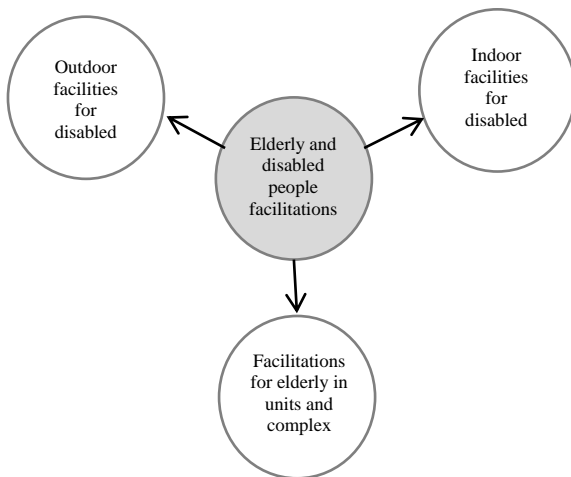 Outdoor
facilities
for
disabled
Indoor
facilities
for
disabled
Elderly and
disabled
people
facilitations
Facilitations
for elderly in
units and
complex